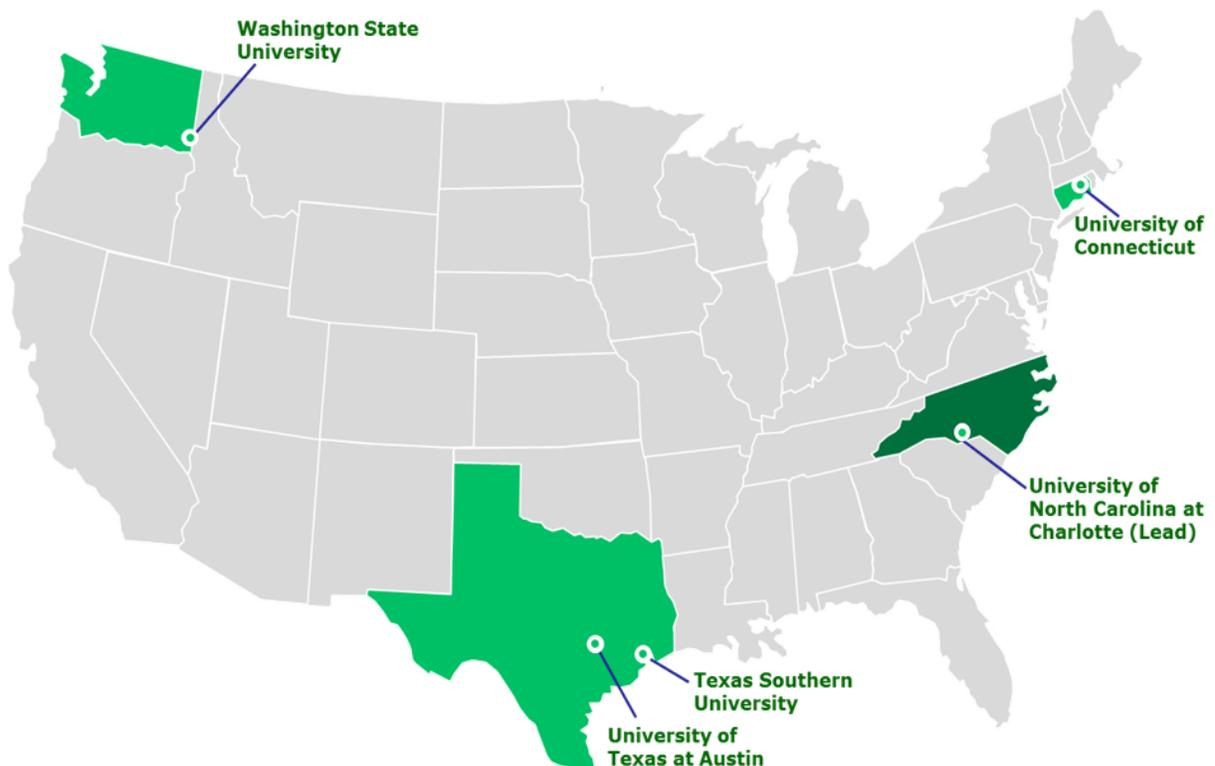 Washington State
University
University of
Connecticut
University of
North Carolina at
Charlotte (Lead)
Texas Southern
University
University of
Texas at Austin